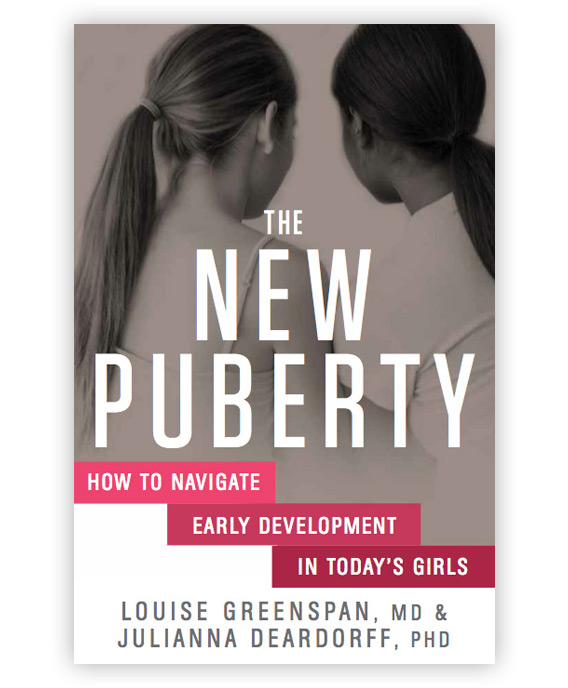 THE
NEW
PUBERTY
HOW TO NAVIGATE
EARLY DEVELOPMENT
IN TODAY'S GIRLS
LOUISE GREENSPAN, MD &
JULIANNA DEARDORFF, PHD